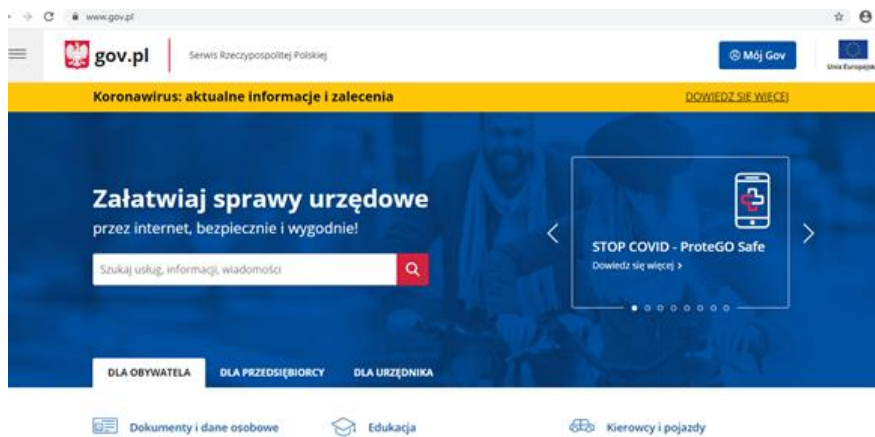 www.gov.pl
gov.pl
Serwis Rzeczypospolitej Polskiej
Mój Gov
Unia Europejsk
Koronawirus: aktualne informacje i zalecenia
DOWIEDZ SIĘ WIĘCEJ
Załatwiaj sprawy urzędowe
przez internet, bezpiecznie i wygodnie!
Szukaj usług, informacji, wiadomości
STOP COVID - ProteGO Safe
Dowiedz się więcej >
DLA OBYWATELA DLA PRZEDSIĘBIORCY DLA URZĘDNIKA
Dokumenty i dane osobowe Edukacja Kierowcy i pojazdy